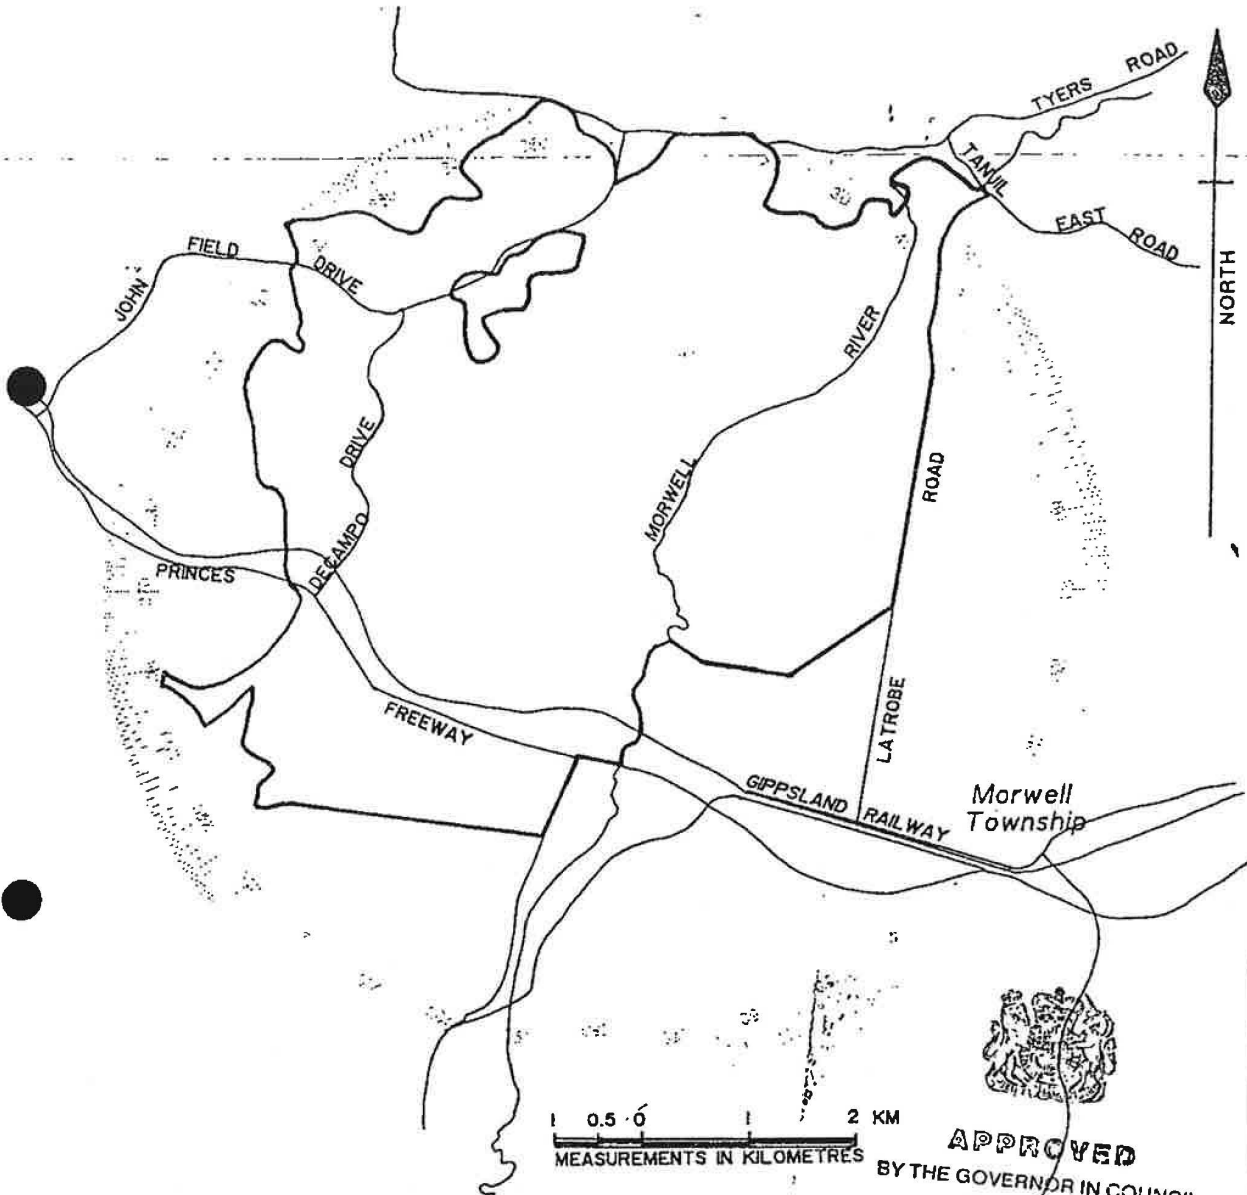 TYERS ROAD
TANVIL
EAST ROAD
NORTH
30
JOHN FIELD DRIVE
RIVER
MORWELL
ROAD
DRIVE
DECAMPO
PRINCES
FREEWAY
LATROBE
GIPPSLAND RAILWAY
Morwell
Township
1 0.5 0 1 2 KM
MEASUREMENTS IN KILOMETRES
APPROVED
BY THE GOVERNOR IN COUNCIL